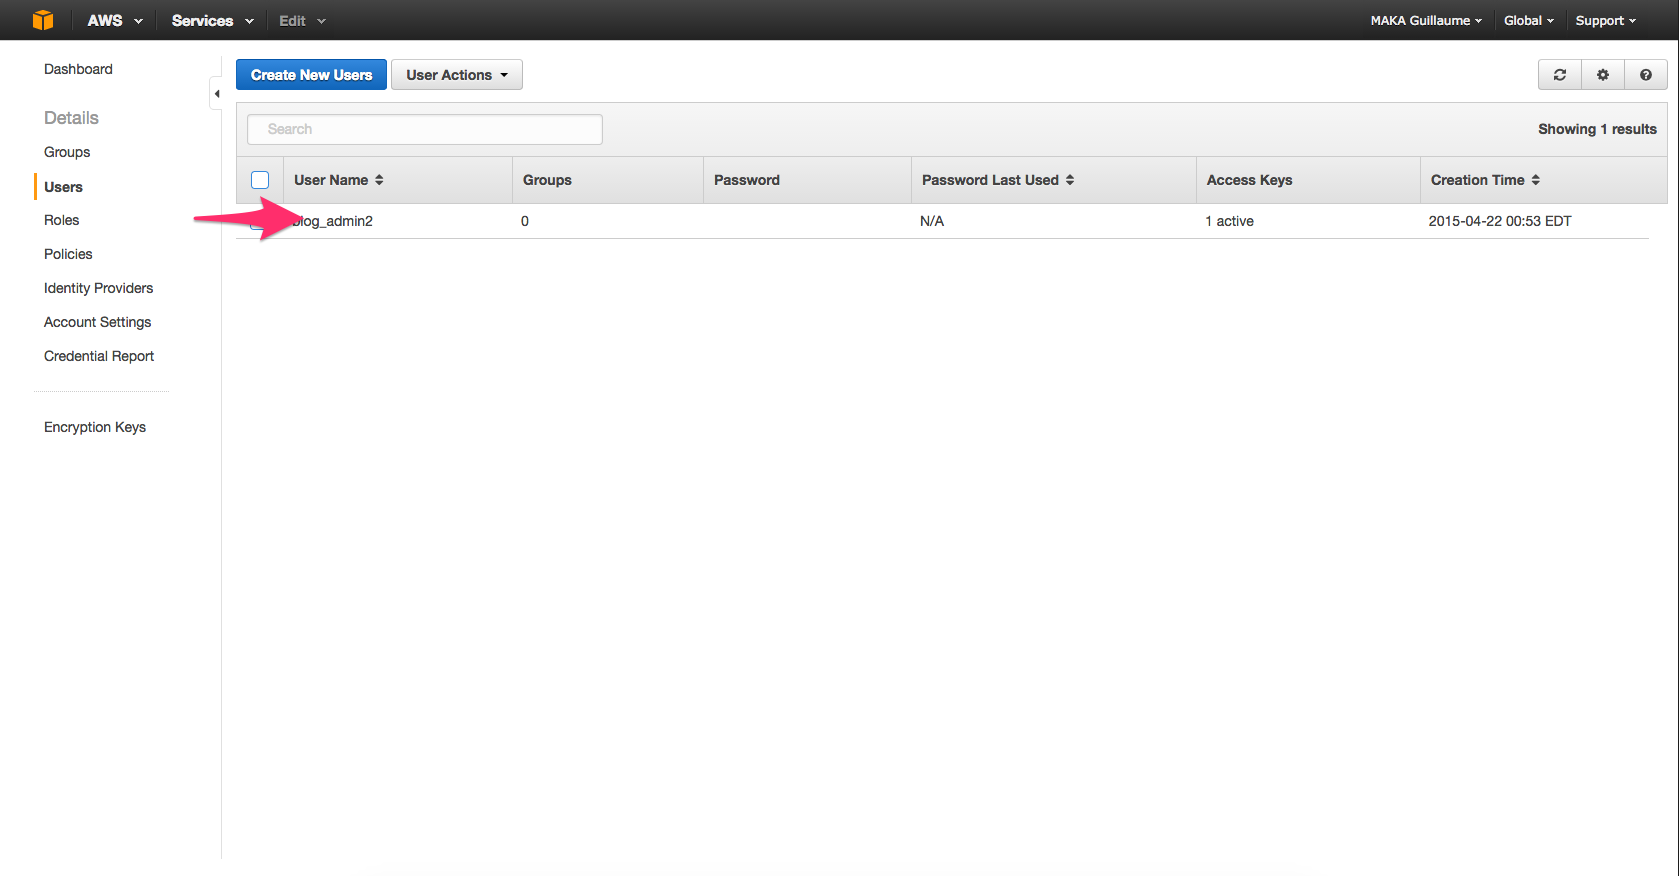 AWS Services Edit MAKA Guillaume Global Support
Dashboard
Create New Users User Actions
Details
Search
Showing 1 results
Groups
Users
Roles
Policies
Identity Providers
Account Settings
Credential Report
Encryption Keys
User Name Groups Password Password Last Used Access Keys Creation Time
blog_admin2 0 N/A 1 active 2015-04-22 00:53 EDT